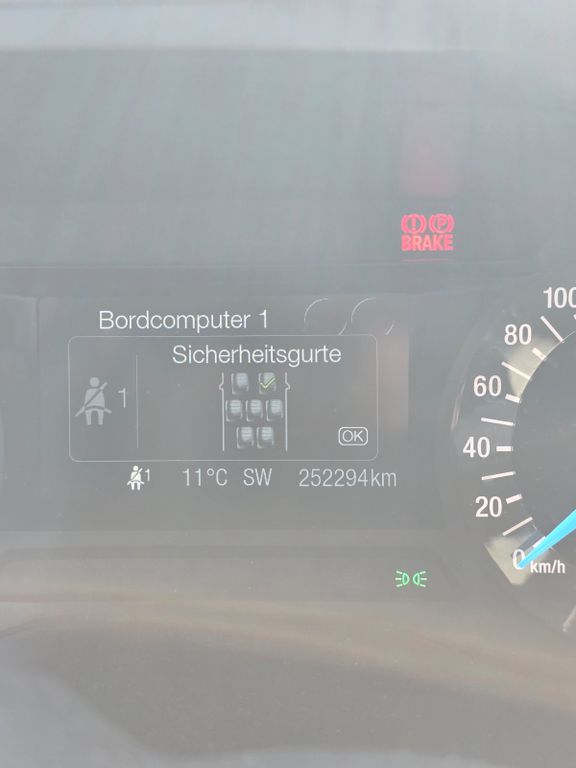 (!) (P)
BRAKE
Bordcomputer 1
Sicherheitsgurte
1
OK
1 11°C SW 252294km
100
80
60
40
20
0
km/h